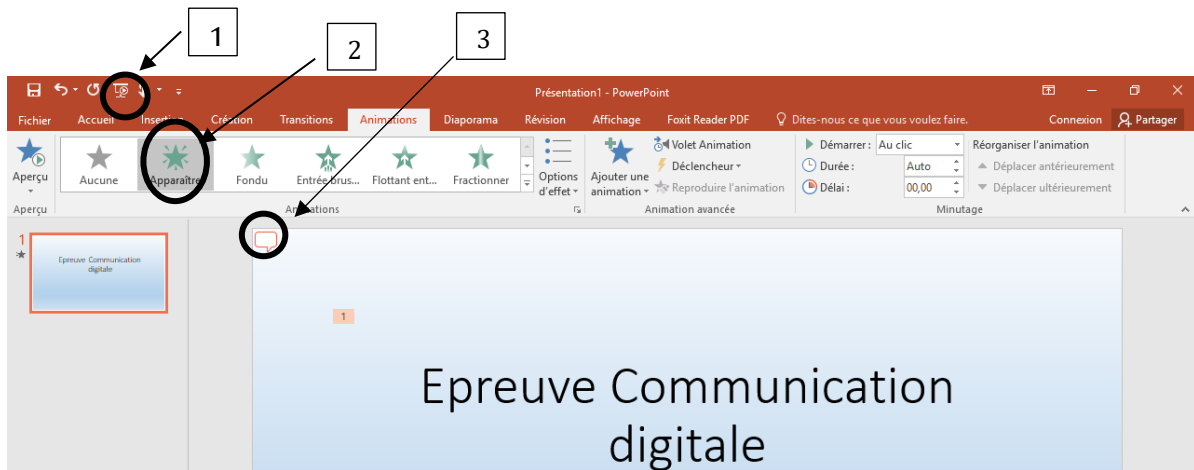 1
2
3
Présentation1 - PowerPoint
Fichier Accueil Insertion Création Transitions Animations Diaporama Révision Affichage Foxit Reader PDF Dites-nous ce que vous voulez faire. Connexion Partager
Aperçu
Aucune Apparaître Fondu Entrée brus... Flottant ent... Fractionner
Options d'effet
Ajouter une animation
Volet Animation
Déclencheur
Reproduire l'animation
Démarrer : Au clic
Durée : Auto
Délai : 00,00
Réorganiser l'animation
Déplacer antérieurement
Déplacer ultérieurement
Aperçu Animations Animation avancée Minutage
1
Epreuve Communication
digitale
1
Epreuve Communication
digitale